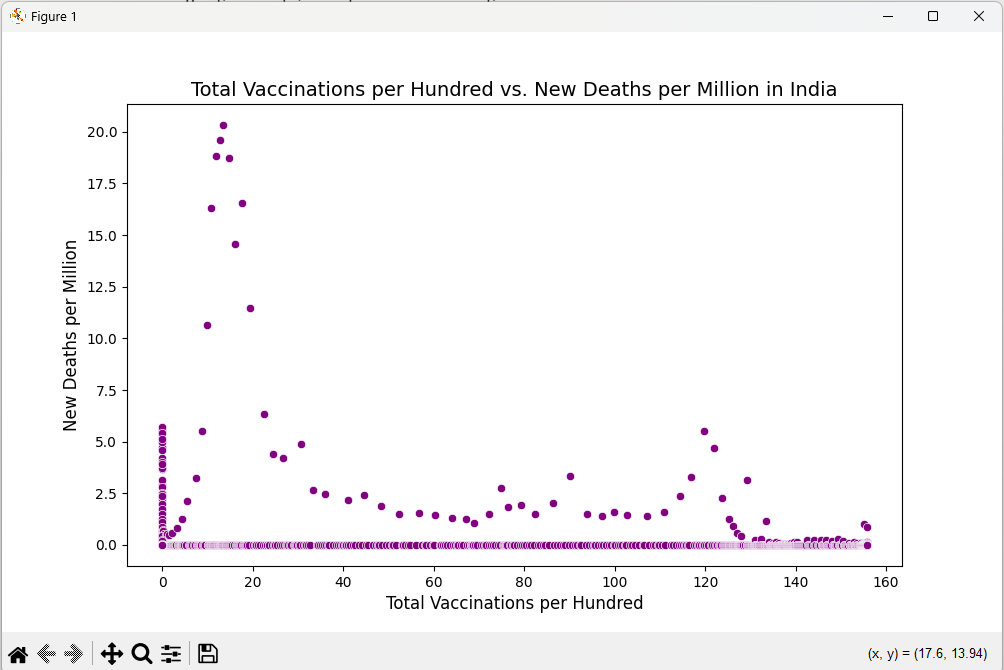 Figure 1
Total Vaccinations per Hundred vs. New Deaths per Million in India
New Deaths per Million
20.0
17.5
15.0
12.5
10.0
7.5
5.0
2.5
0.0
0 20 40 60 80 100 120 140 160
Total Vaccinations per Hundred
(x, y) = (17.6, 13.94)